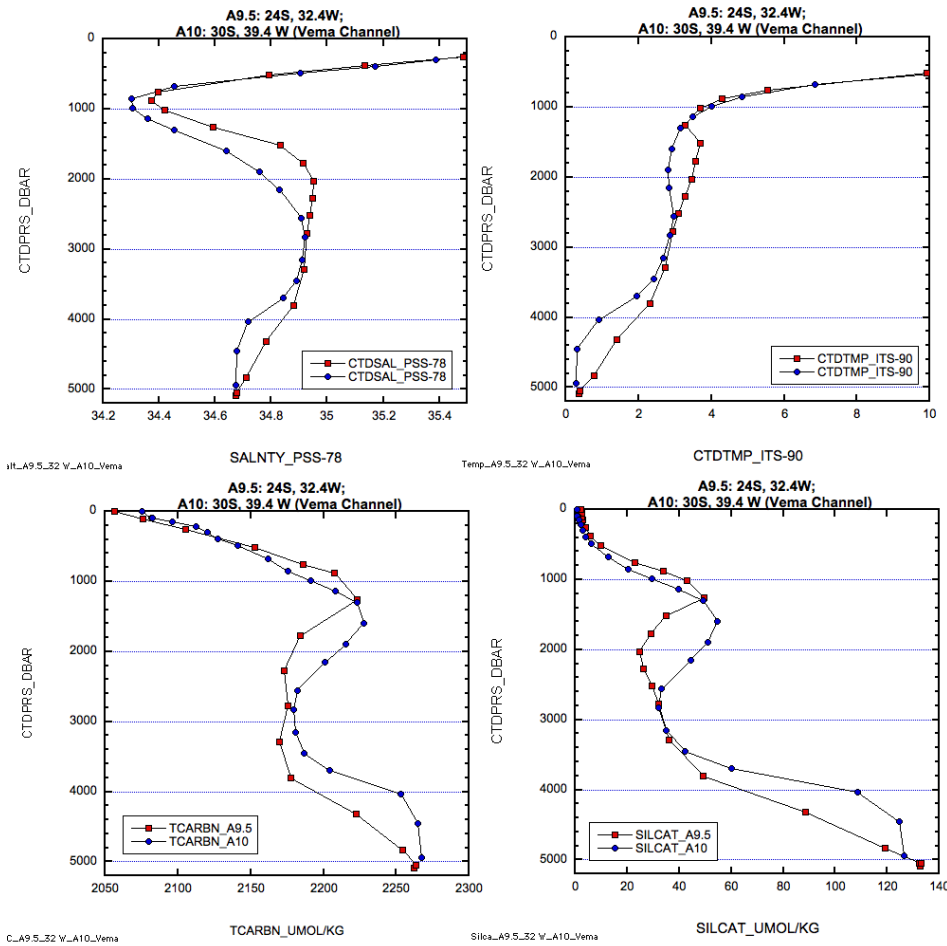 A9.5: 24S, 32.4W;
A10: 30S, 39.4 W (Vema Channel)
0
1000
2000
3000
4000
5000
CTDPRS_DBAR
CTDSAL_PSS-78
CTDSAL_PSS-78
34.2
34.4
34.6
34.8
35
35.2
35.4
SALNTY_PSS-78
alt_A9.5_32 W_A10_Vema
A9.5: 24S, 32.4W;
A10: 30S, 39.4 W (Vema Channel)
0
1000
2000
3000
4000
5000
CTDPRS_DBAR
CTDTMP_ITS-90
CTDTMP_ITS-90
0
2
4
6
8
10
CTDTMP_ITS-90
Temp_A9.5_32 W_A10_Vema
A9.5: 24S, 32.4W;
A10: 30S, 39.4 W (Vema Channel)
0
1000
2000
3000
4000
5000
CTDPRS_DBAR
TCARBN_A9.5
TCARBN_A10
2050
2100
2150
2200
2250
2300
TCARBN_UMOL/KG
C_A9.5_32 W_A10_Vema
A9.5: 24S, 32.4W;
A10: 30S, 39.4 W (Vema Channel)
0
1000
2000
3000
4000
5000
CTDPRS_DBAR
SILCAT_A9.5
SILCAT_A10
0
20
40
60
80
100
120
140
SILCAT_UMOL/KG
Silca_A9.5_32 W_A10_Vema